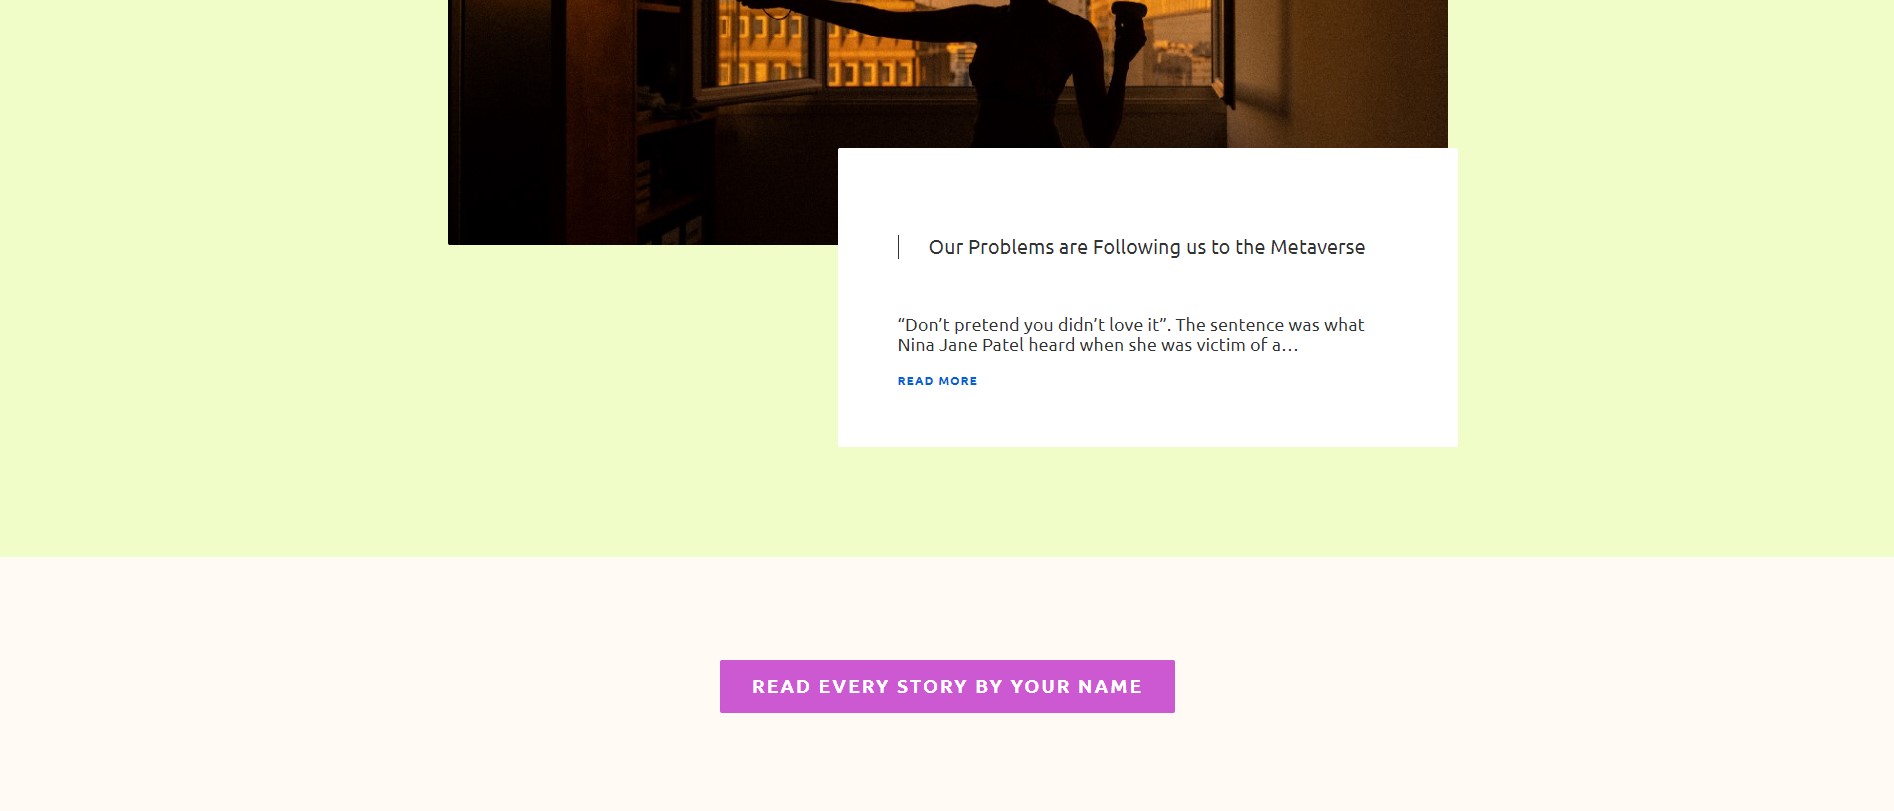 Our Problems are Following us to the Metaverse
“Don’t pretend you didn’t love it”. The sentence was what
Nina Jane Patel heard when she was victim of a…
READ MORE
READ EVERY STORY BY YOUR NAME